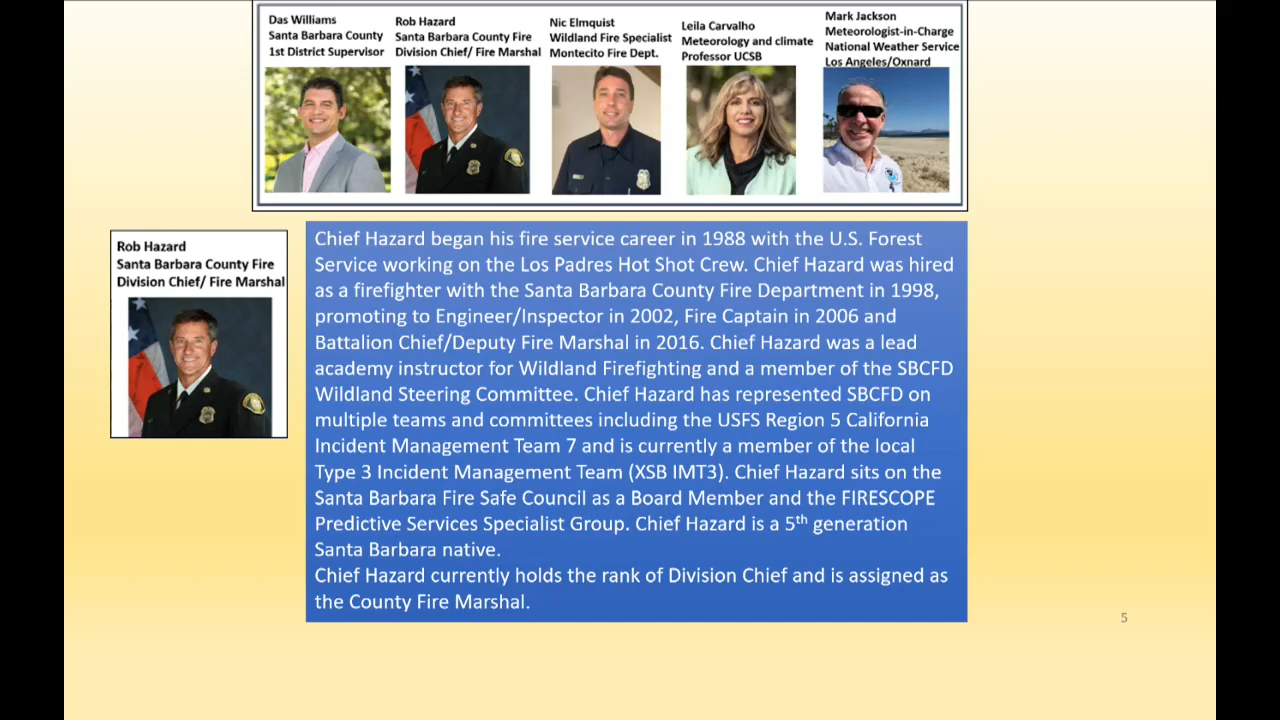 Das Williams
Santa Barbara County
1st District Supervisor
Rob Hazard
Santa Barbara County Fire
Division Chief/ Fire Marshal
Nic Elmquist
Wildland Fire Specialist
Montecito Fire Dept.
Leila Carvalho
Meteorology and climate
Professor UCSB
Mark Jackson
Meteorologist-in-Charge
National Weather Service
Los Angeles/Oxnard
Rob Hazard
Santa Barbara County Fire
Division Chief/ Fire Marshal
Chief Hazard began his fire service career in 1988 with the U.S. Forest
Service working on the Los Padres Hot Shot Crew. Chief Hazard was hired
as a firefighter with the Santa Barbara County Fire Department in 1998,
promoting to Engineer/Inspector in 2002, Fire Captain in 2006 and
Battalion Chief/Deputy Fire Marshal in 2016. Chief Hazard was a lead
academy instructor for Wildland Firefighting and a member of the SBCFD
Wildland Steering Committee. Chief Hazard has represented SBCFD on
multiple teams and committees including the USFS Region 5 California
Incident Management Team 7 and is currently a member of the local
Type 3 Incident Management Team (XSB IMT3). Chief Hazard sits on the
Santa Barbara Fire Safe Council as a Board Member and the FIRESCOPE
Predictive Services Specialist Group. Chief Hazard is a 5th generation
Santa Barbara native.
Chief Hazard currently holds the rank of Division Chief and is assigned as
the County Fire Marshal.
5